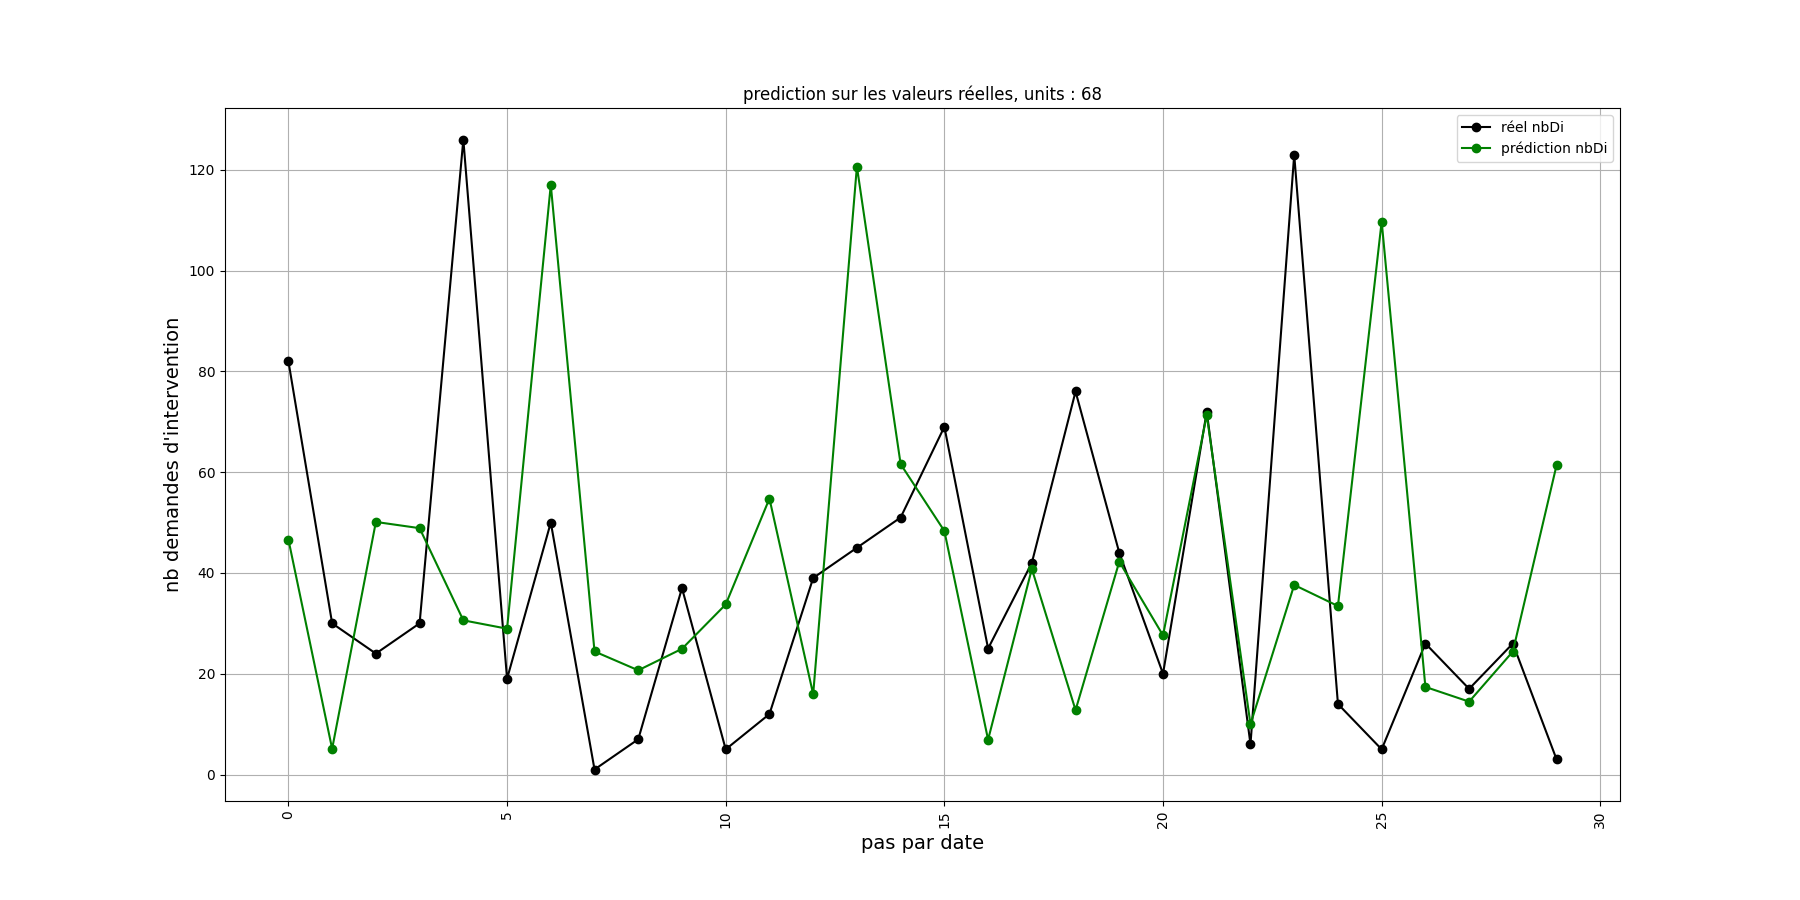 prediction sur les valeurs réelles, units : 68
réel nbDi
prédiction nbDi
120
100
80
60
40
20
0
nb demandes d'intervention
0
5
10
15
20
25
30
pas par date